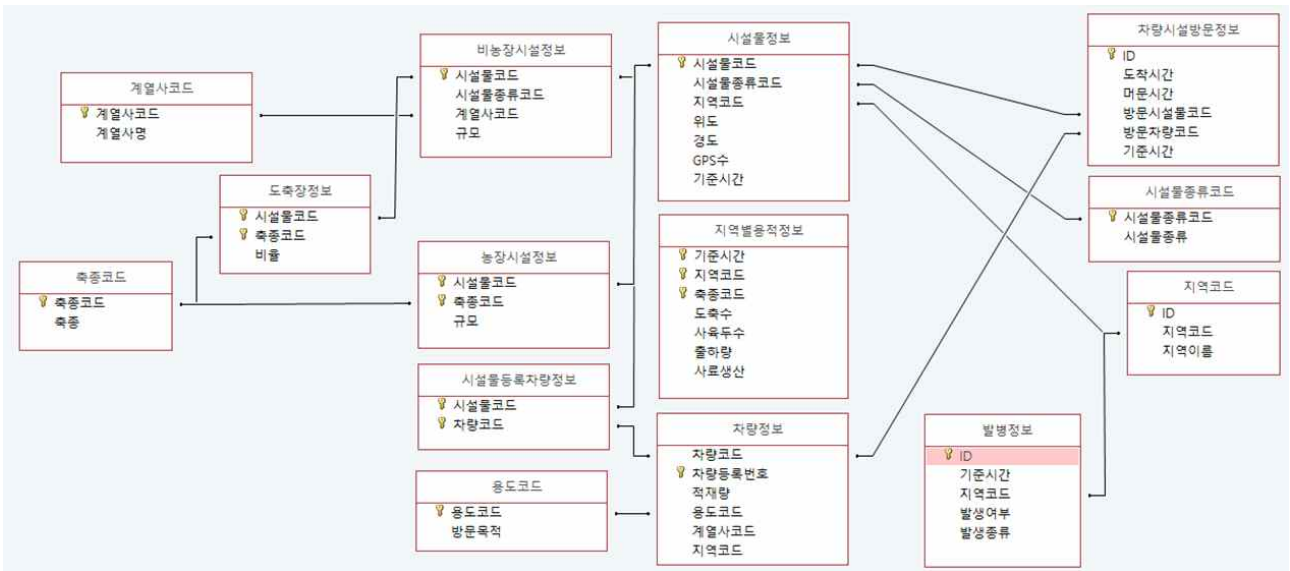 계열사코드
계열사코드
계열사명
비농장시설정보
시설물코드
시설물종류코드
계열사코드
규모
시설물정보
시설물코드
시설물종류코드
지역코드
위도
경도
GPS수
기준시간
차량시설방문정보
ID
도착시간
머문시간
방문시설물코드
방문차량코드
기준시간
도축장정보
시설물코드
축종코드
비율
시설물종류코드
시설물종류코드
시설물종류
축종코드
축종코드
축종
농장시설정보
시설물코드
축종코드
규모
지역별용적정보
기준시간
지역코드
축종코드
도축수
사육두수
출하량
사료생산
지역코드
ID
지역코드
지역이름
시설물등록차량정보
시설물코드
차량코드
용도코드
용도코드
방문목적
차량정보
차량코드
차량등록번호
적재량
용도코드
계열사코드
지역코드
발병정보
ID
기준시간
지역코드
발생여부
발생종류